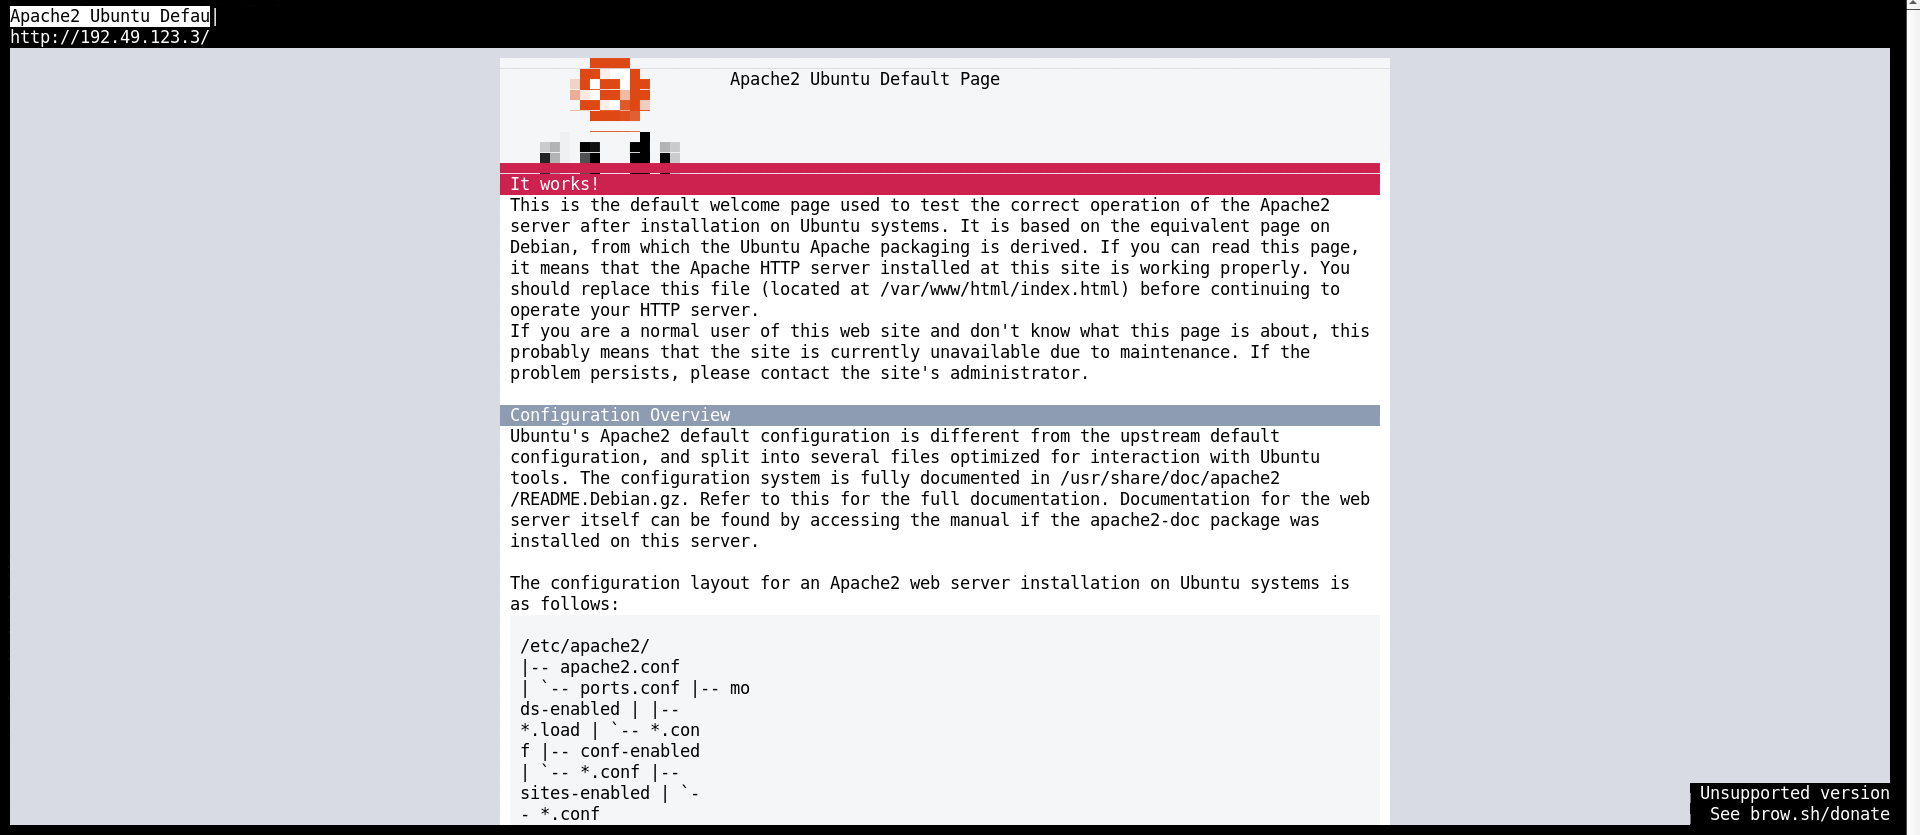 Apache2 Ubuntu Defau|
http://192.49.123.3/
Apache2 Ubuntu Default Page
It works!
This is the default welcome page used to test the correct operation of the Apache2
server after installation on Ubuntu systems. It is based on the equivalent page on
Debian, from which the Ubuntu Apache packaging is derived. If you can read this page,
it means that the Apache HTTP server installed at this site is working properly. You
should replace this file (located at /var/www/html/index.html) before continuing to
operate your HTTP server.
If you are a normal user of this web site and don't know what this page is about, this
probably means that the site is currently unavailable due to maintenance. If the
problem persists, please contact the site's administrator.
Configuration Overview
Ubuntu's Apache2 default configuration is different from the upstream default
configuration, and split into several files optimized for interaction with Ubuntu
tools. The configuration system is fully documented in /usr/share/doc/apache2
/README.Debian.gz. Refer to this for the full documentation. Documentation for the web
server itself can be found by accessing the manual if the apache2-doc package was
installed on this server.
The configuration layout for an Apache2 web server installation on Ubuntu systems is
as follows:
/etc/apache2/
|-- apache2.conf
| `-- ports.conf |-- mo
ds-enabled | |--
*.load | `-- *.con
f |-- conf-enabled
| `-- *.conf |--
sites-enabled | `-
- *.conf
Unsupported version
See brow.sh/donate